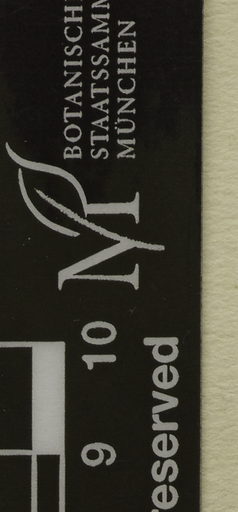 BOTANISCH
STAATSSAMM
MÜNCHEN
M
9 10
reserved